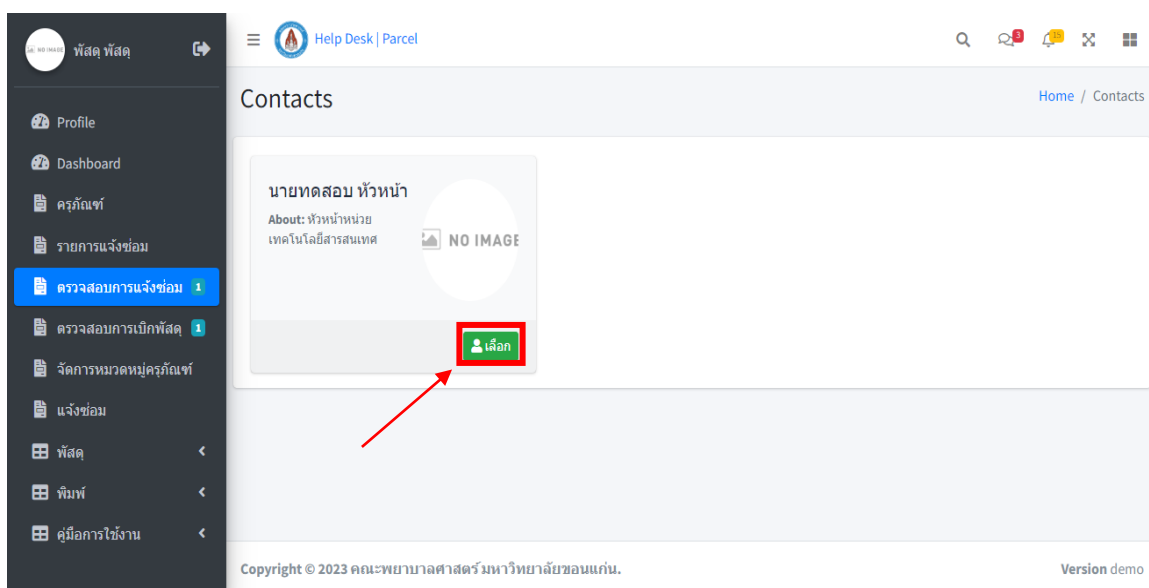 NO IMAGE
พัสดุ พัสดุ
Help Desk | Parcel
3
15
Contacts
Home / Contacts
Profile
Dashboard
ครุภัณฑ์
รายการแจ้งซ่อม
ตรวจสอบการแจ้งซ่อม 1
ตรวจสอบการเบิกพัสดุ 1
จัดการหมวดหมู่ครุภัณฑ์
แจ้งซ่อม
พัสดุ
พิมพ์
คู่มือการใช้งาน
นายทดสอบ หัวหน้า
About: หัวหน้าหน่วย
เทคโนโลยีสารสนเทศ
NO IMAGE
เลือก
Copyright © 2023 คณะพยาบาลศาสตร์ มหาวิทยาลัยขอนแก่น.
Version demo